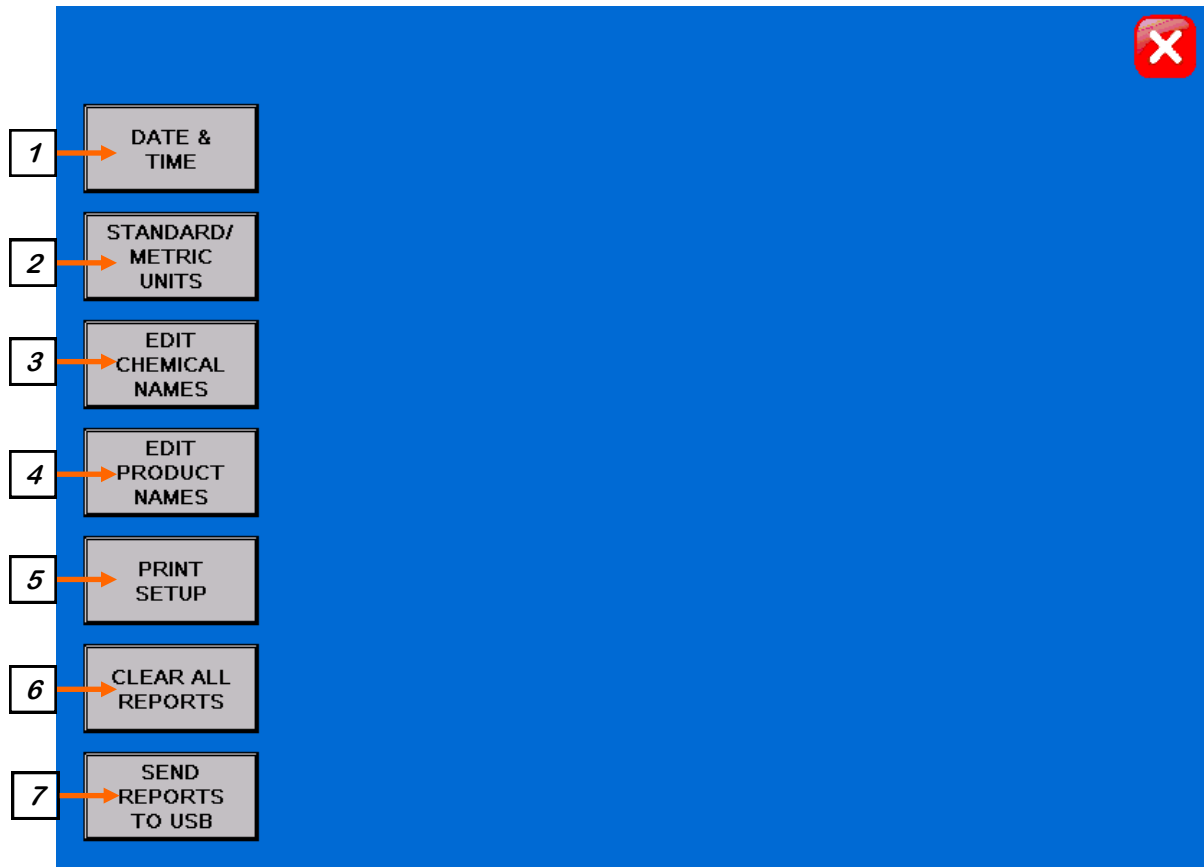 1
DATE &
TIME
2
STANDARD/
METRIC
UNITS
3
EDIT
CHEMICAL
NAMES
4
EDIT
PRODUCT
NAMES
5
PRINT
SETUP
6
CLEAR ALL
REPORTS
7
SEND
REPORTS
TO USB